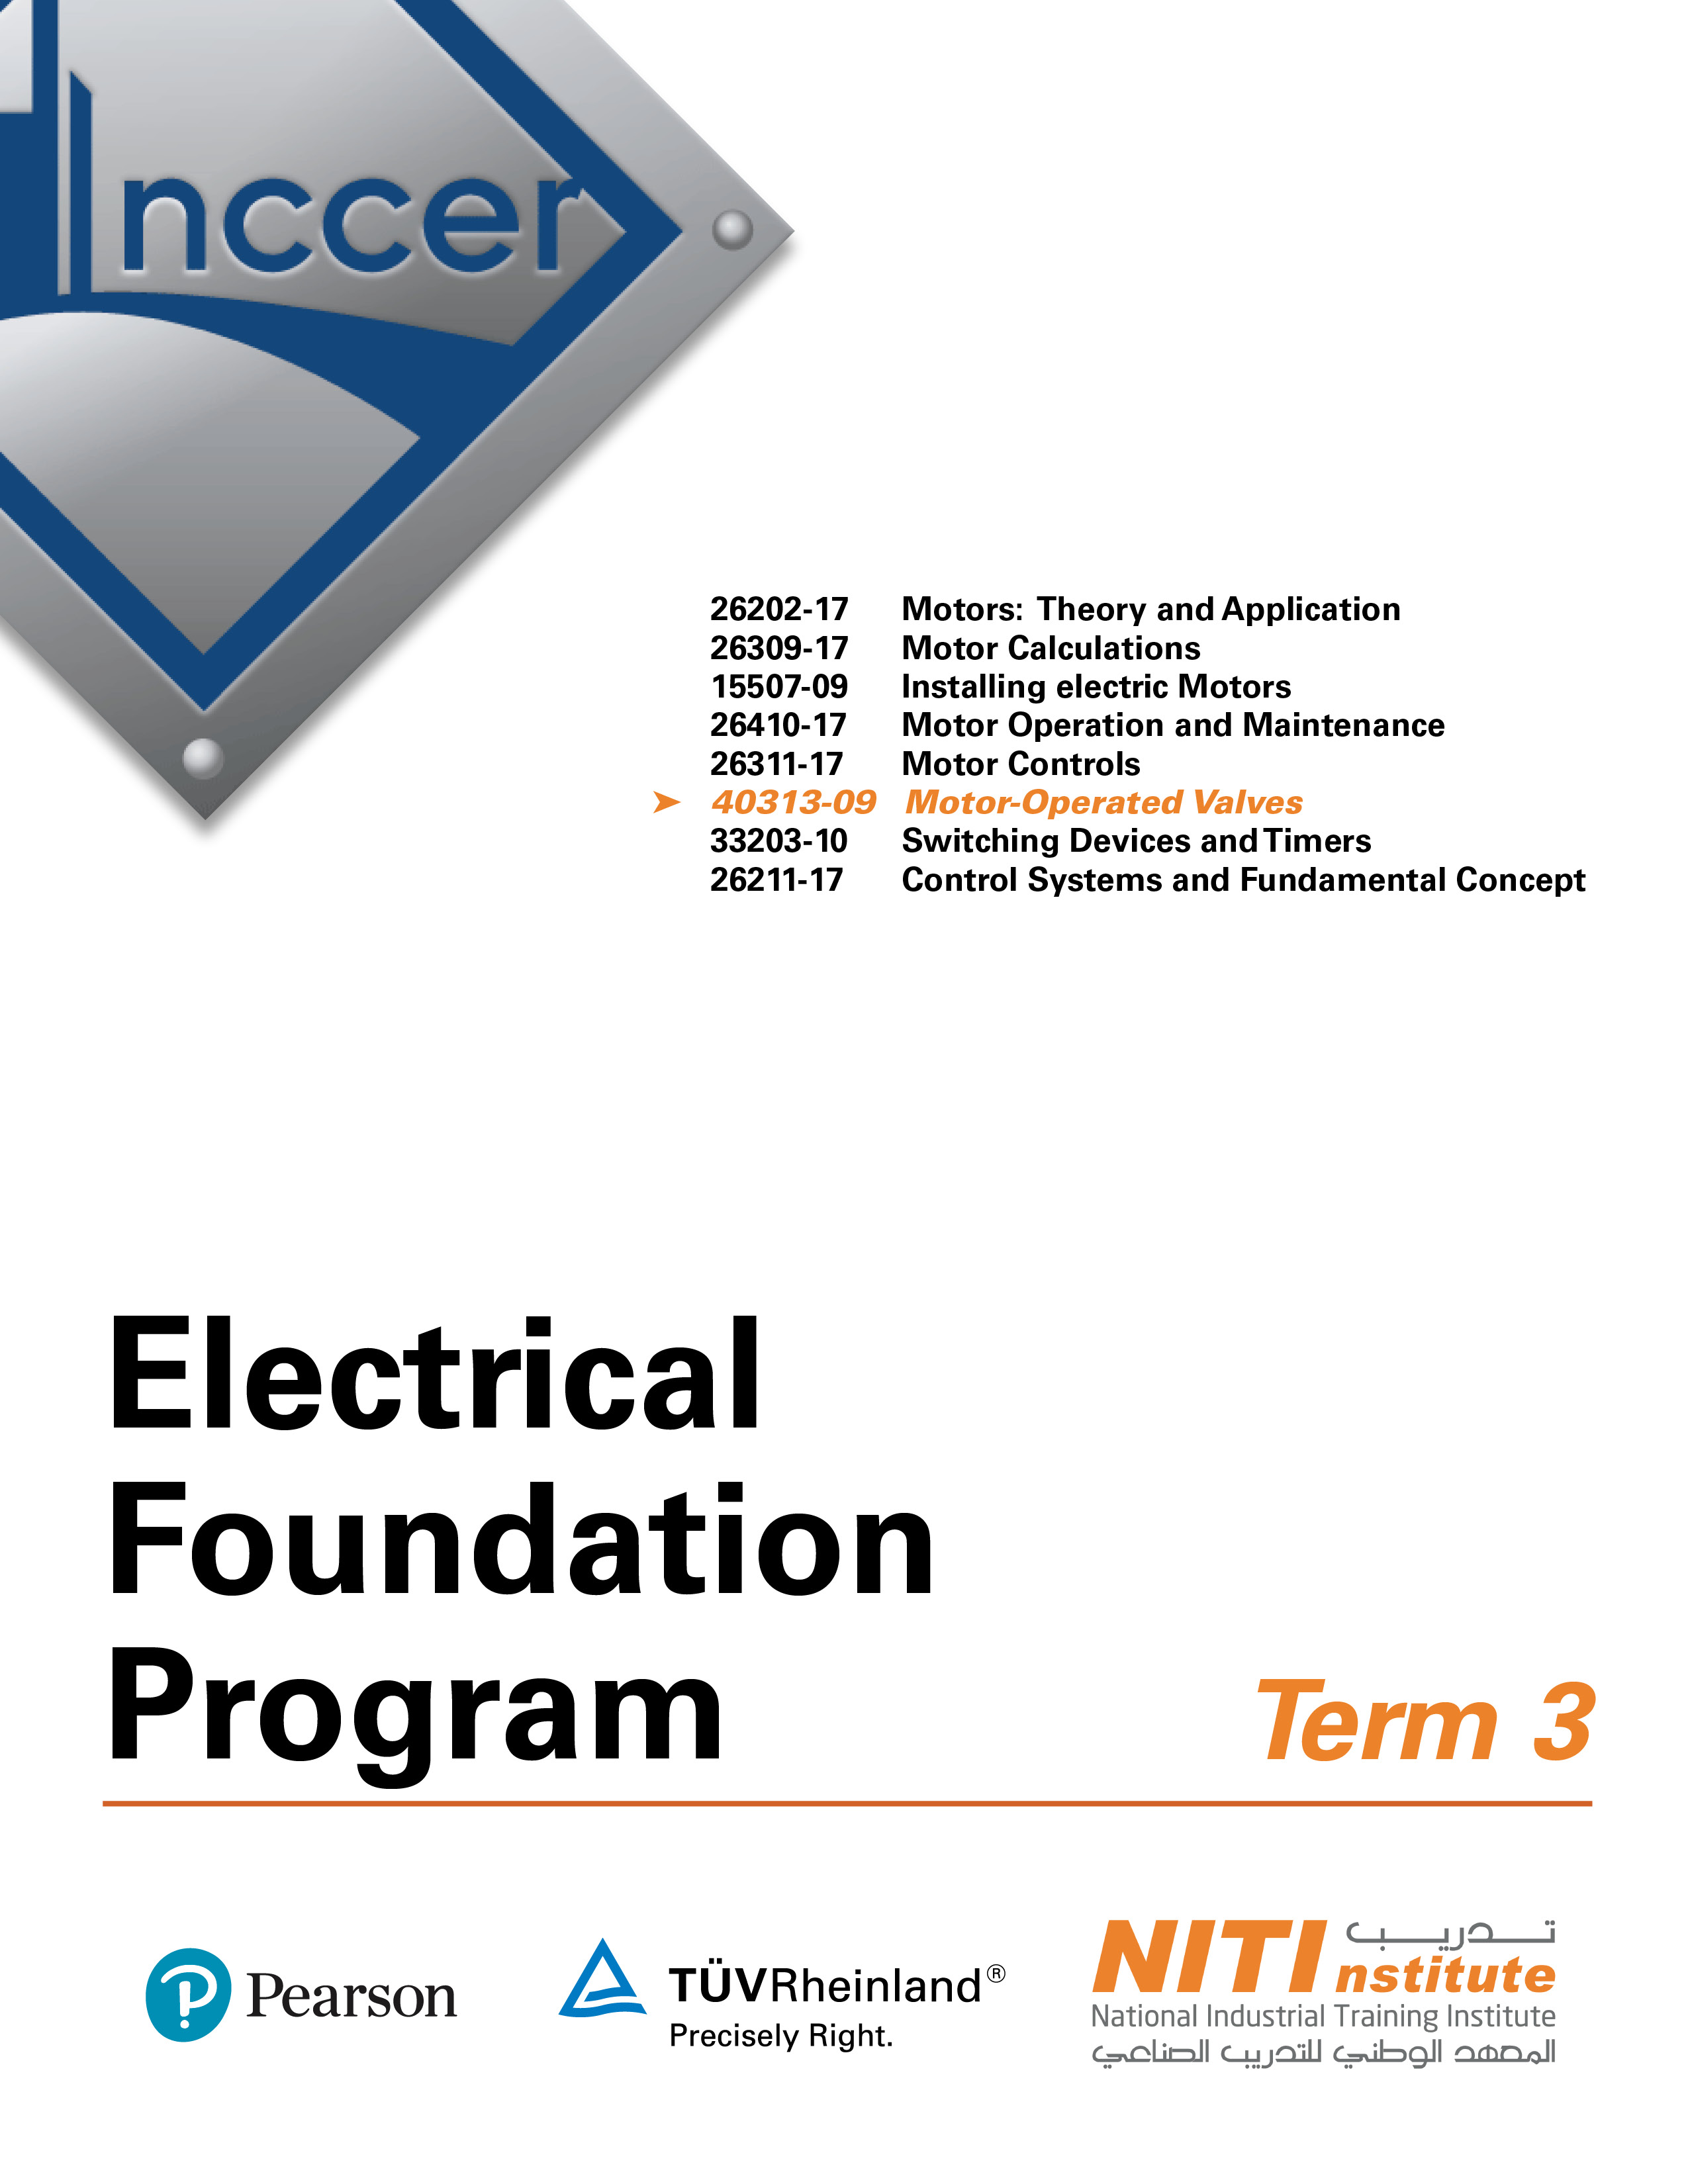 nccer
26202-17 Motors: Theory and Application
26309-17 Motor Calculations
15507-09 Installing electric Motors
26410-17 Motor Operation and Maintenance
26311-17 Motor Controls
➤ 40313-09 Motor-Operated Valves
33203-10 Switching Devices and Timers
26211-17 Control Systems and Fundamental Concept
Electrical
Foundation
Program
Term 3
P Pearson
TÜVRheinland®
Precisely Right.
NITI تدريب
nstitute
National Industrial Training Institute
المعهد الوطني للتدريب الصناعي